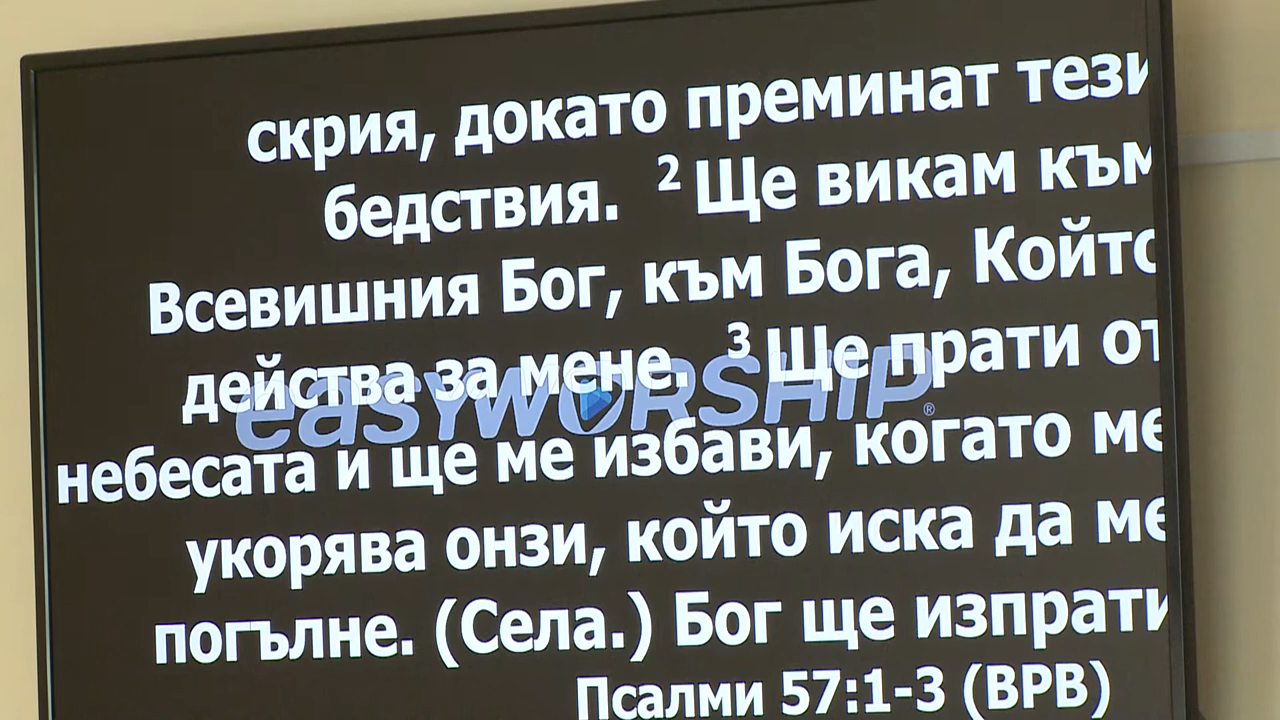 скрия, докато преминат тези
бедствия. 2 Ще викам към
Всевишния Бог, към Бога, Който
действа за мене. 3 Ще прати от
easyWORSHIP®
небесата и ще ме избави, когато ме
укорява онзи, който иска да ме
погълне. (Села.) Бог ще изпрати
Псалми 57:1-3 (ВРВ)